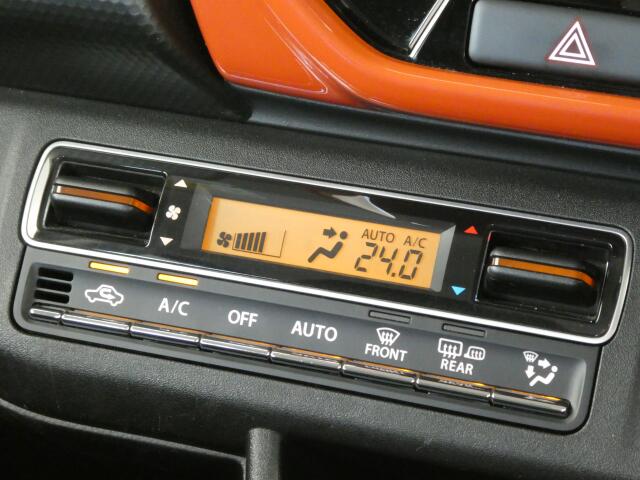 AUTO A/C
24.0
A/C
OFF
AUTO
FRONT
REAR